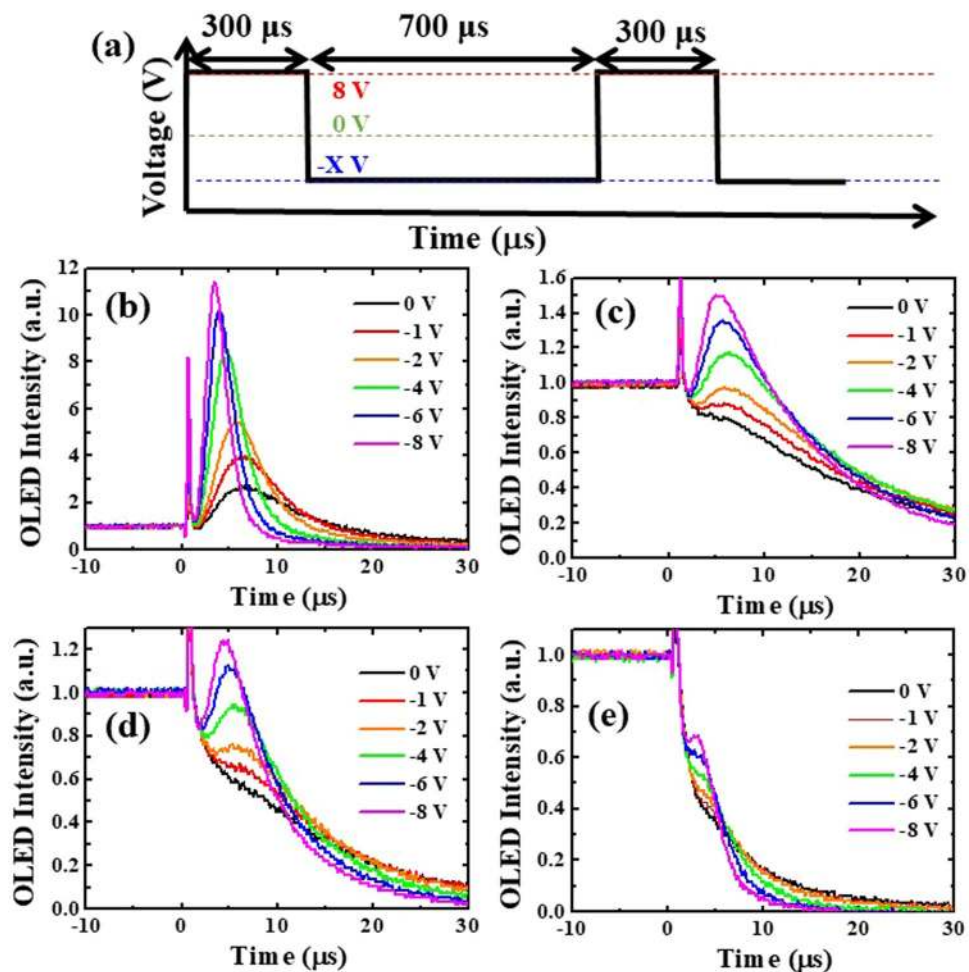 (a)
300 μs 700 μs 300 μs
8 V
0 V
-X V
Voltage (V)
Time (μs)
(b)
OLED Intensity (a.u.)
12
10
8
6
4
2
0
-10 0 10 20 30
Time (μs)
0 V
-1 V
-2 V
-4 V
-6 V
-8 V
(c)
OLED Intensity (a.u.)
1.6
1.4
1.2
1.0
0.8
0.6
0.4
0.2
0.0
-10 0 10 20 30
Time (μs)
0 V
-1 V
-2 V
-4 V
-6 V
-8 V
(d)
OLED Intensity (a.u.)
1.2
1.0
0.8
0.6
0.4
0.2
0.0
-10 0 10 20 30
Time (μs)
0 V
-1 V
-2 V
-4 V
-6 V
-8 V
(e)
OLED Intensity (a.u.)
1.0
0.8
0.6
0.4
0.2
0.0
-10 0 10 20 30
Time (μs)
0 V
-1 V
-2 V
-4 V
-6 V
-8 V